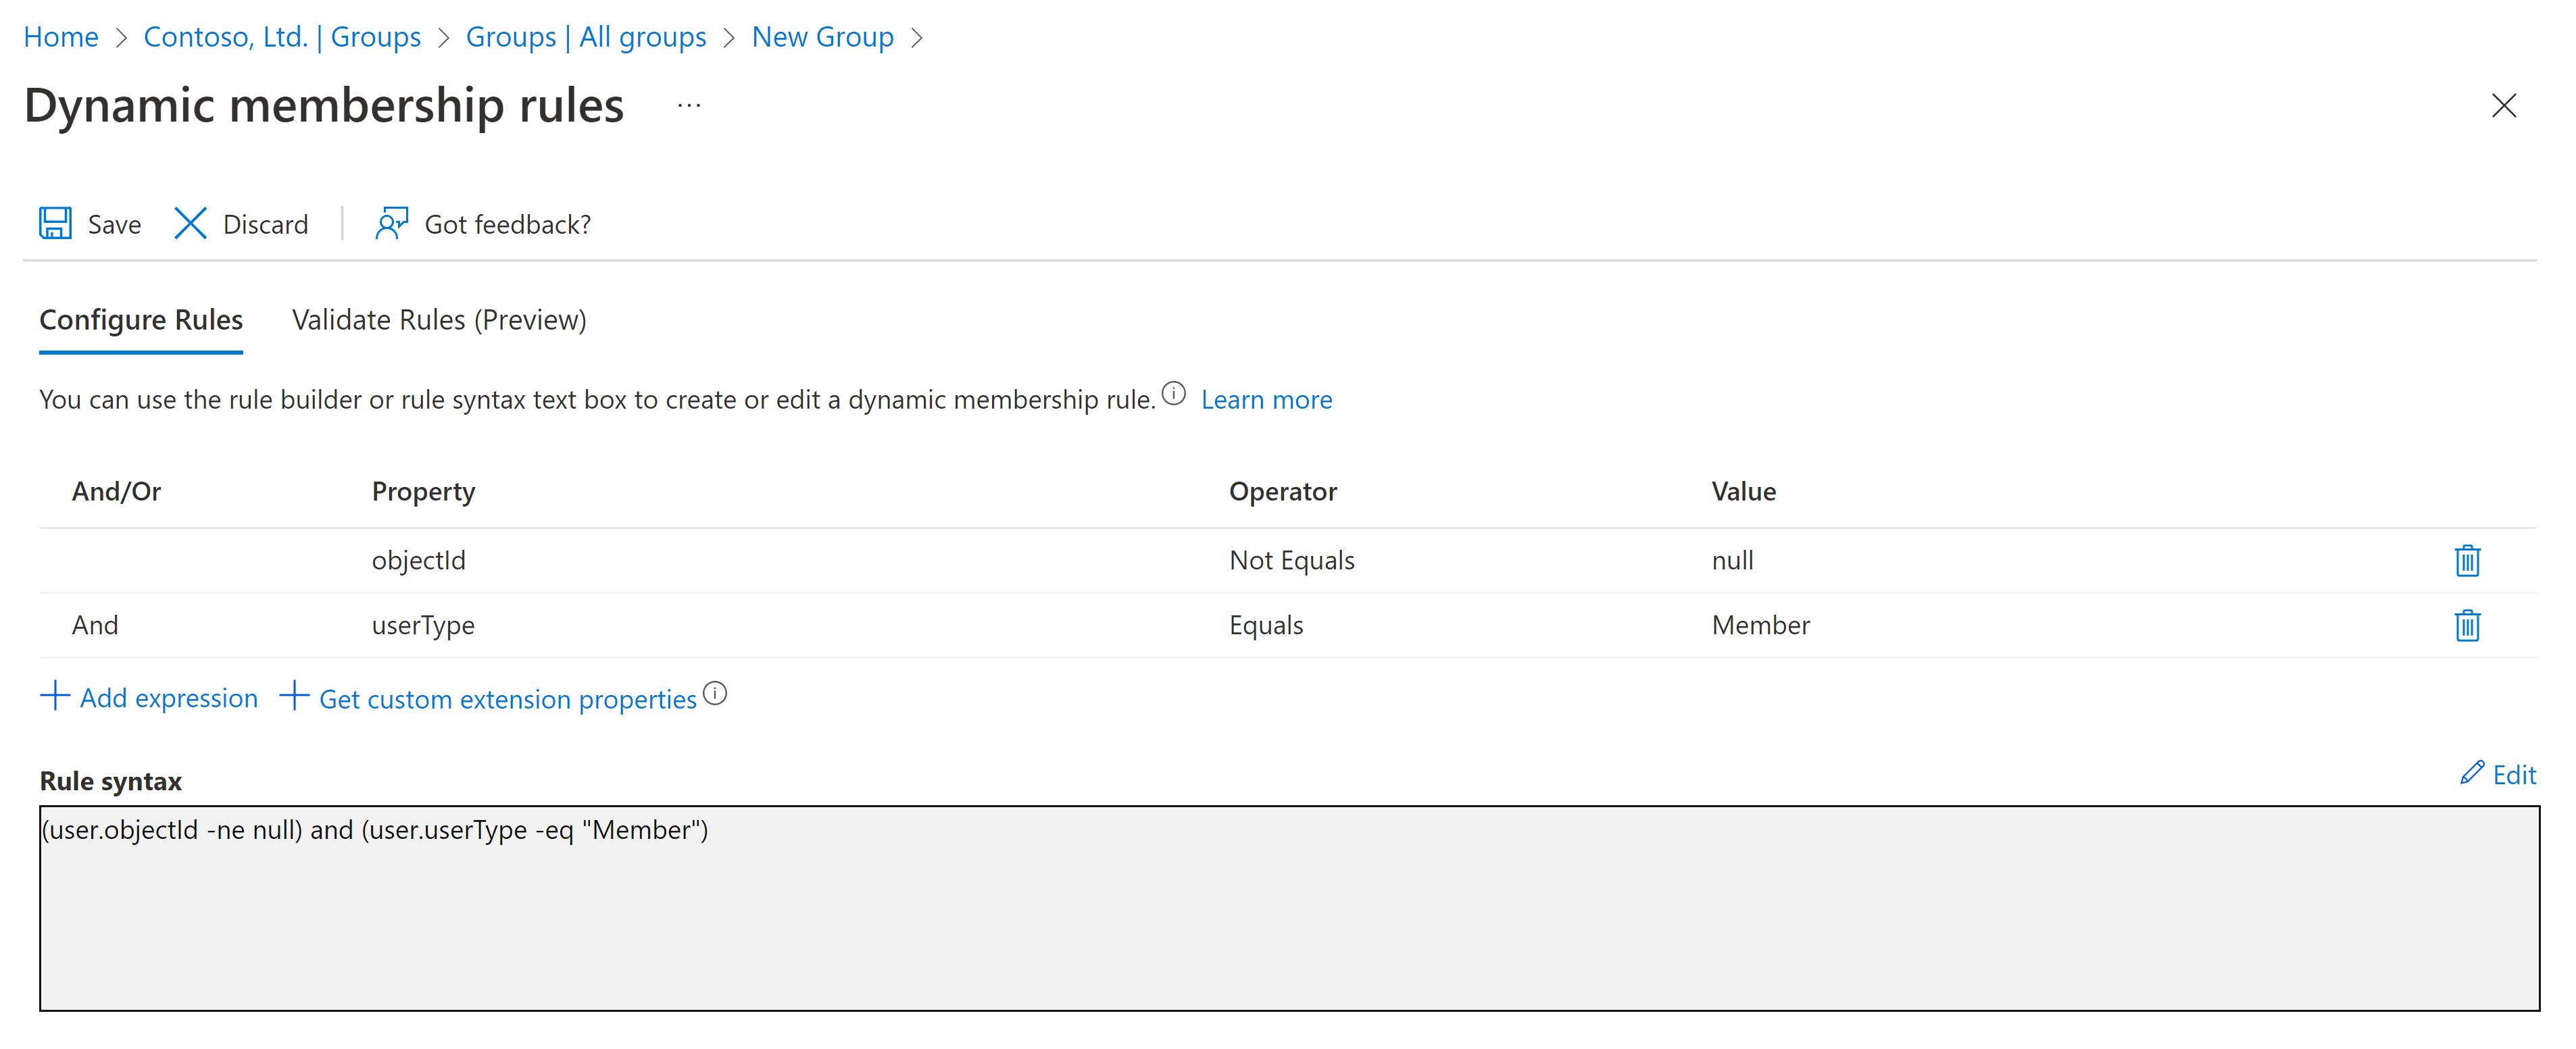 Home > Contoso, Ltd. | Groups > Groups | All groups > New Group >
Dynamic membership rules ...
Save Discard | Got feedback?
Configure Rules Validate Rules (Preview)
You can use the rule builder or rule syntax text box to create or edit a dynamic membership rule. Learn more
And/Or Property Operator Value
objectId Not Equals null
And userType Equals Member
+ Add expression + Get custom extension properties
Rule syntax Edit
(user.objectId -ne null) and (user.userType -eq "Member")